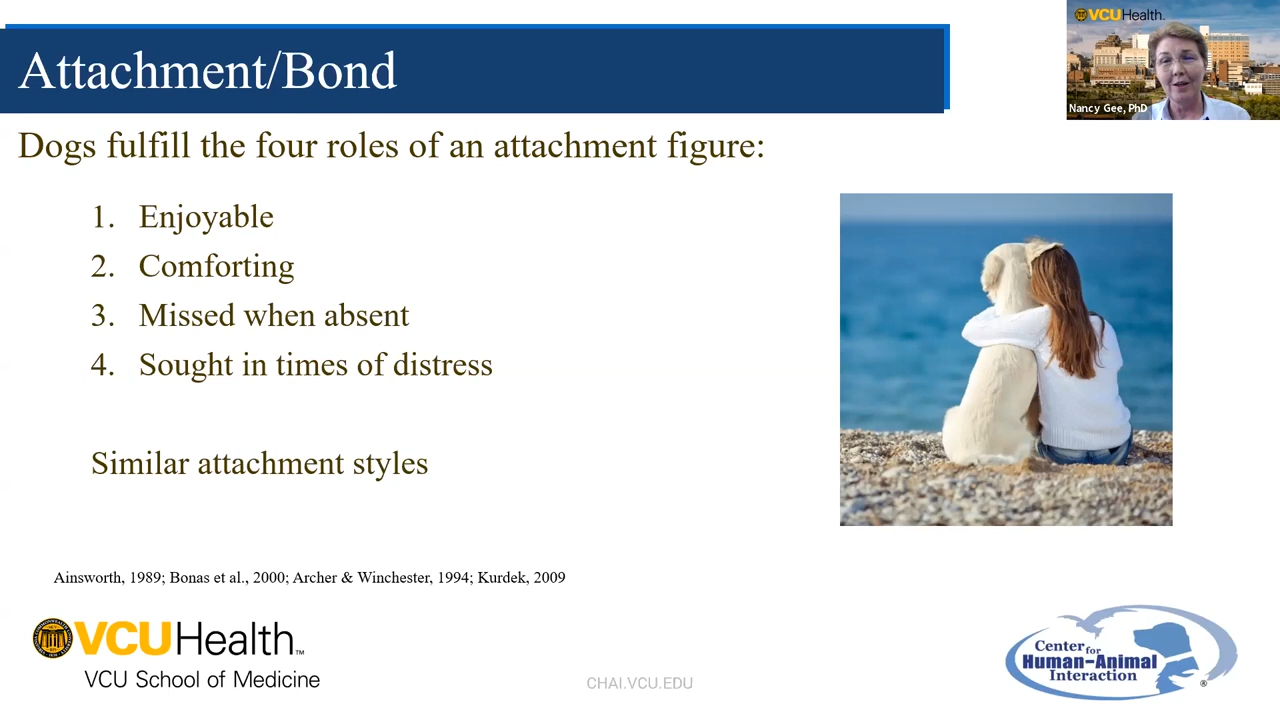 Attachment/Bond
VCUHealth.
Nancy Gee, PhD
Dogs fulfill the four roles of an attachment figure:
1. Enjoyable
2. Comforting
3. Missed when absent
4. Sought in times of distress
Similar attachment styles
Ainsworth, 1989; Bonas et al., 2000; Archer & Winchester, 1994; Kurdek, 2009
VCUHealth™
VCU School of Medicine
CHAI.VCU.EDU
Center for
Human-Animal
Interaction
®